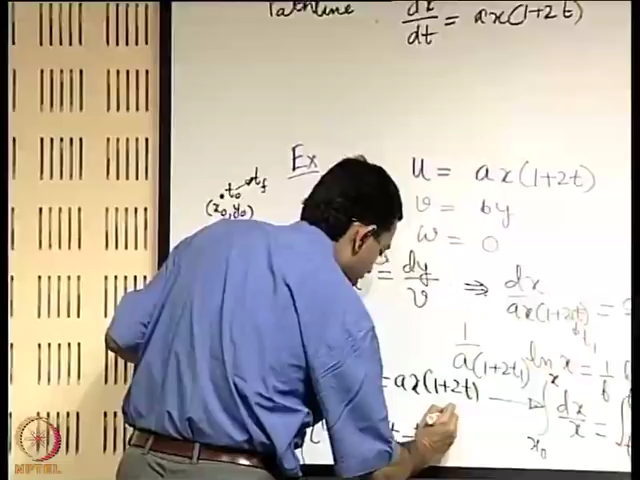 Pathline dx/dt = ax(1+2t)
Ex u = ax(1+2t)
t₀ t_f
(x₀, y₀) v = by
w = 0
= dy/v ⇒ dx/ax(1+2t) =
t₁
1/a(1+2t₁) ln x = 1/b
= ax(1+2t) → ∫ₓ₀ˣ dx/x = ∫
NPTEL